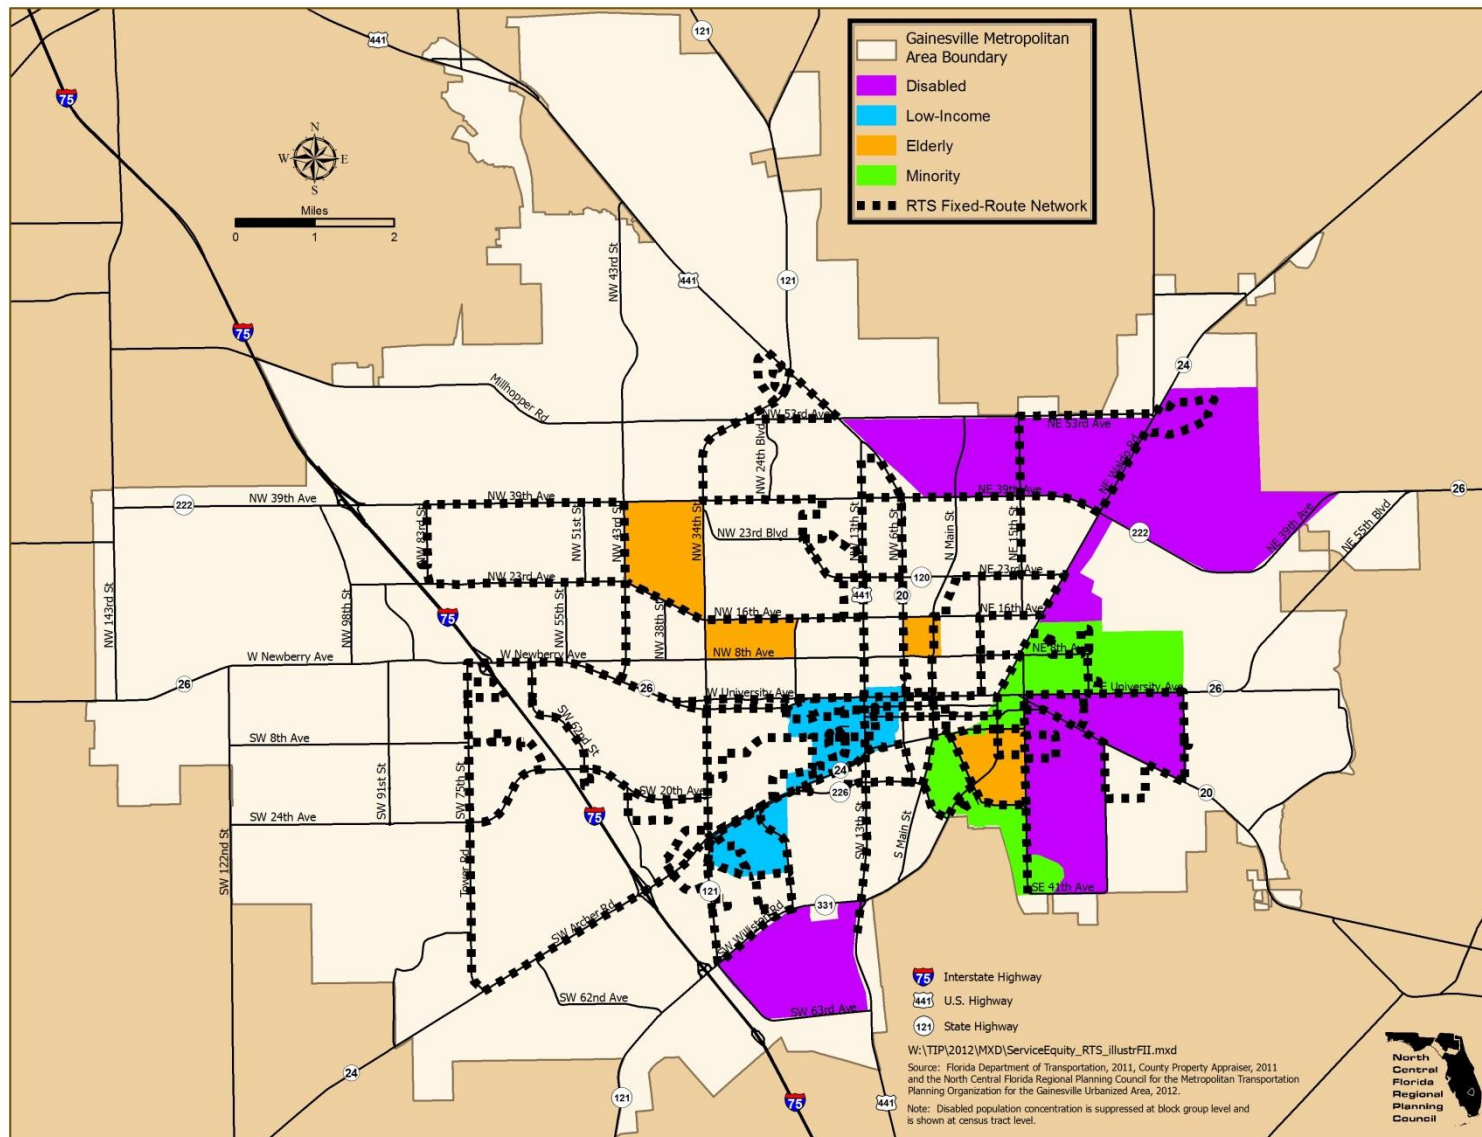 441
121
75
Gainesville Metropolitan
Area Boundary
Disabled
Low-Income
Elderly
Minority
RTS Fixed-Route Network
N
W E
S
Miles
0 1 2
NW 43rd St
441
121
75
24
Millhopper Rd
NW 53rd Ave
NE 53rd Ave
NW 24th Blvd
NE Waldo Rd
222
NW 39th Ave
NW 39th Ave
NE 39th Ave
26
NW 83rd St
NW 51st St
NW 43rd St
NW 34th St
NW 23rd Blvd
NW 13th St
NW 6th St
N Main St
NE 15th St
222
NE 39th Ave
NE 55th Blvd
NW 23rd Ave
120
NE 23rd Ave
NW 143rd St
NW 98th St
75
NW 55th St
NW 38th St
NW 16th Ave
441
20
NE 16th Ave
W Newberry Ave
W Newberry Ave
NW 8th Ave
NE 8th Ave
26
26
W University Ave
E University Ave
26
SW 8th Ave
SW 62nd St
SW 91st St
SW 75th St
24
SW 20th Ave
226
20
SW 24th Ave
75
SW 122nd St
Tower Rd
SW 13th St
S Main St
121
SE 41th Ave
SW Archer Rd
SW Williston Rd
331
SW 62nd Ave
SW 63rd Ave
24
121
75
441
75 Interstate Highway
441 U.S. Highway
121 State Highway
W:\TIP\2012\MXD\ServiceEquity_RTS_illustrFII.mxd
Source: Florida Department of Transportation, 2011, County Property Appraiser, 2011
and the North Central Florida Regional Planning Council for the Metropolitan Transportation
Planning Organization for the Gainesville Urbanized Area, 2012.
Note: Disabled population concentration is suppressed at block group level and
is shown at census tract level.
North
Central
Florida
Regional
Planning
Council